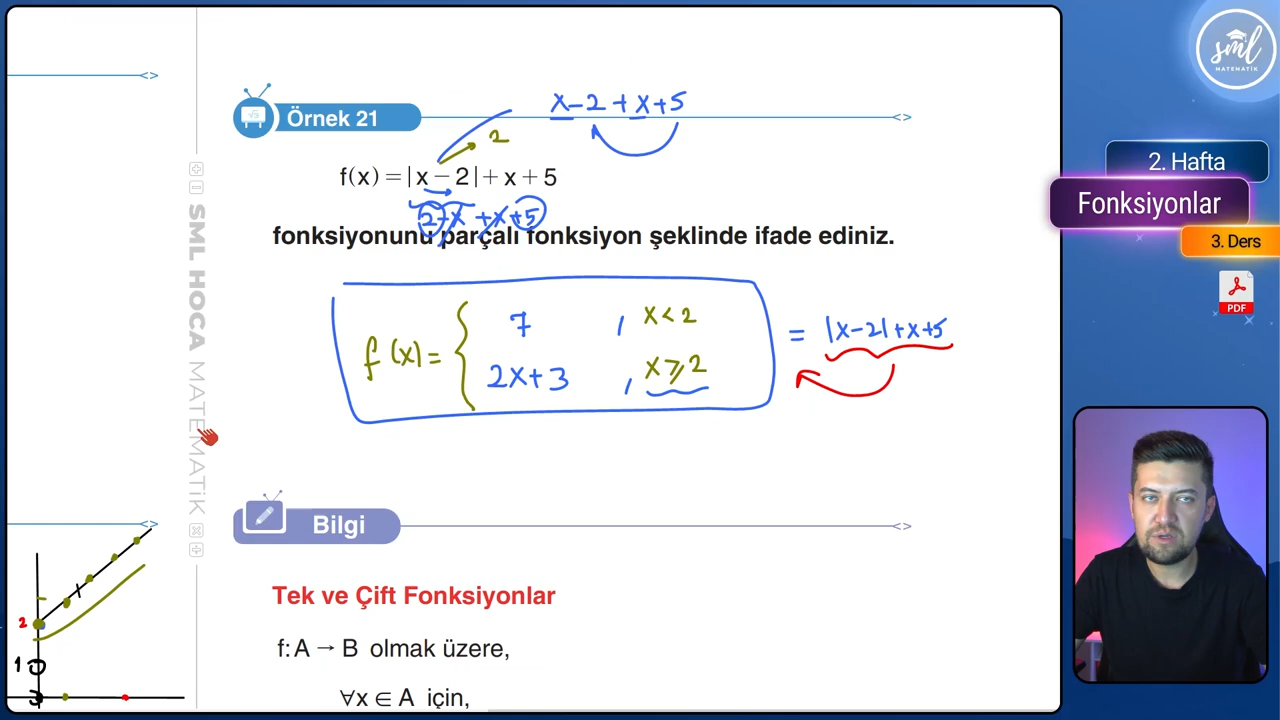 sml
MATEMATİK
x-2+x+5
Örnek 21
2
2. Hafta
f(x) = |x − 2| + x + 5
Fonksiyonlar
2-x +x+5
fonksiyonunu parçalı fonksiyon şeklinde ifade ediniz.
3. Ders
PDF
f(x)= { 7 , x<2
2x+3 , x⩾2
= |x-2|+x+5
SML HOCA MATEMATİK
Bilgi
Tek ve Çift Fonksiyonlar
2
f: A → B olmak üzere,
1
∀x ∈ A için,